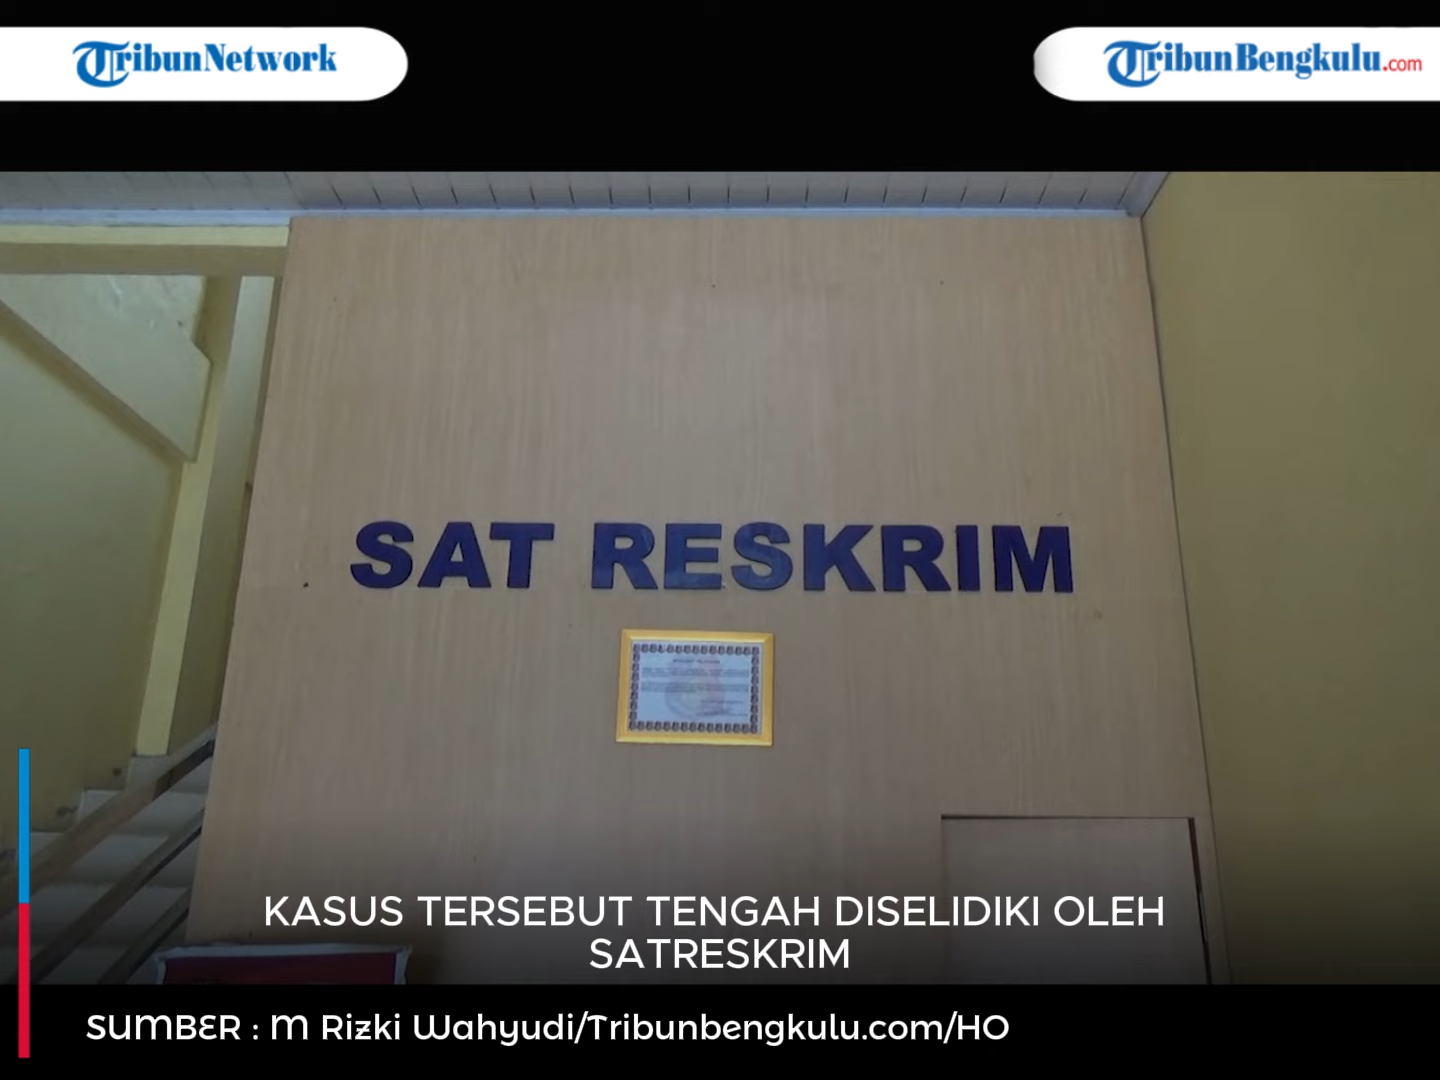 TribunNetwork
TribunBengkulu.com
SAT RESKRIM
KASUS TERSEBUT TENGAH DISELIDIKI OLEH
SATRESKRIM
SUMBER : M Rizki Wahyudi/Tribunbengkulu.com/HO